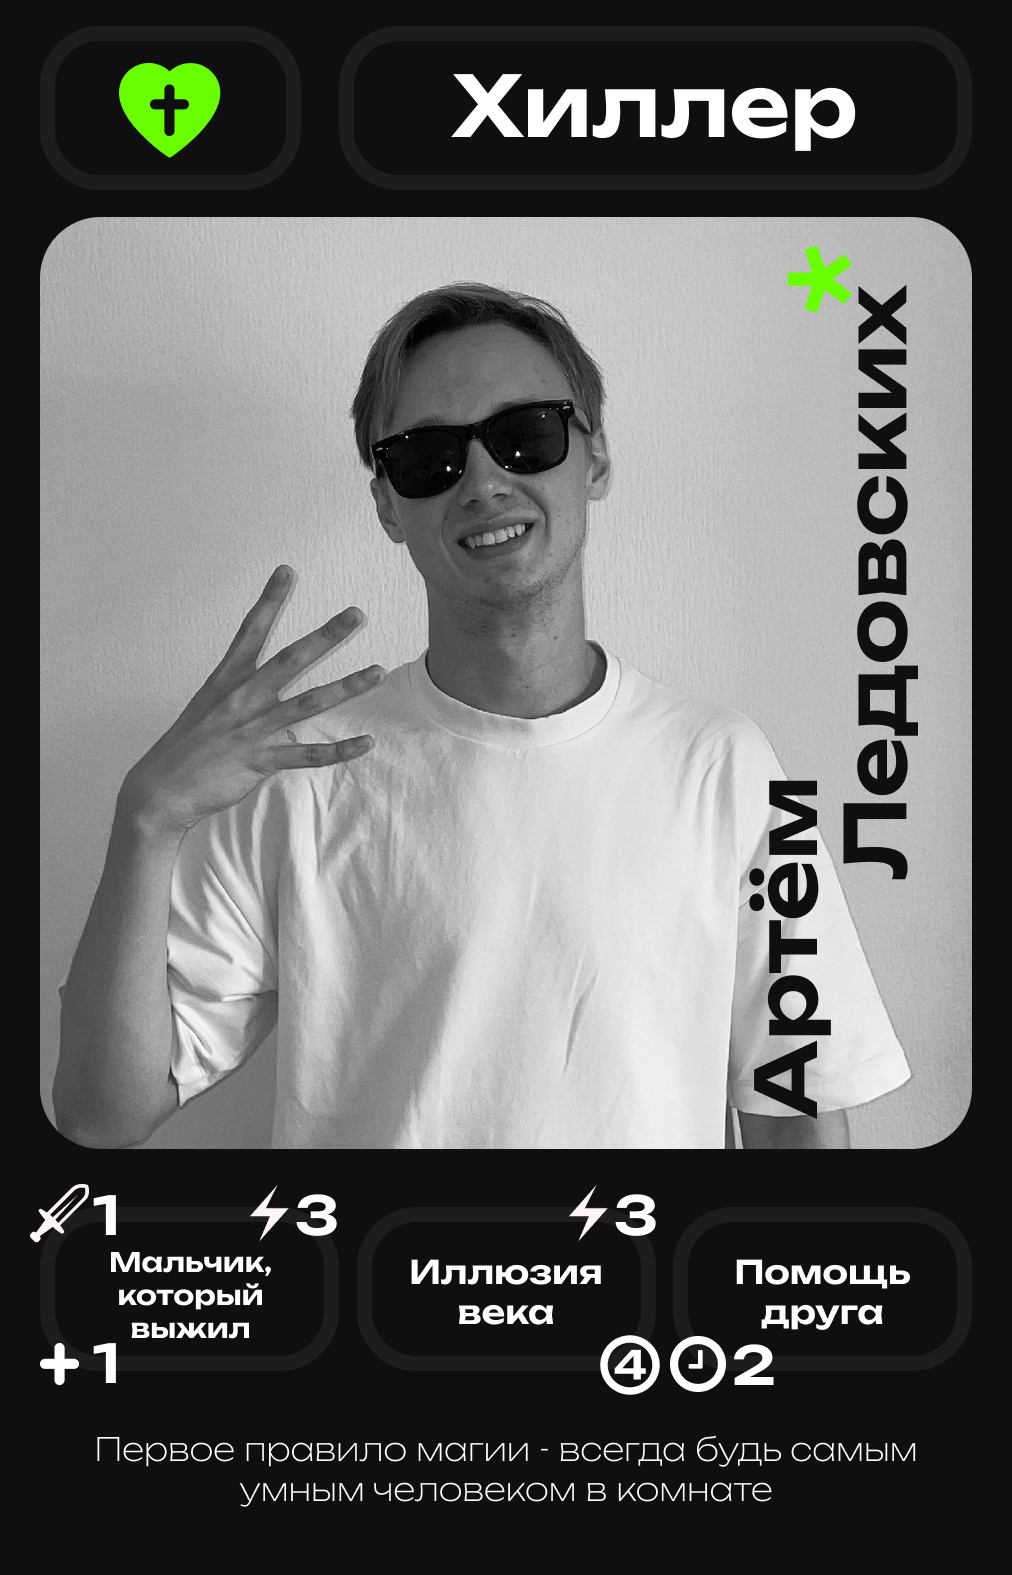 Хиллер
Артём
Ледовских
1
3
Мальчик,
который
выжил
1
3
Иллюзия
века
4
Помощь
друга
2
Первое правило магии - всегда будь самым
умным человеком в комнате